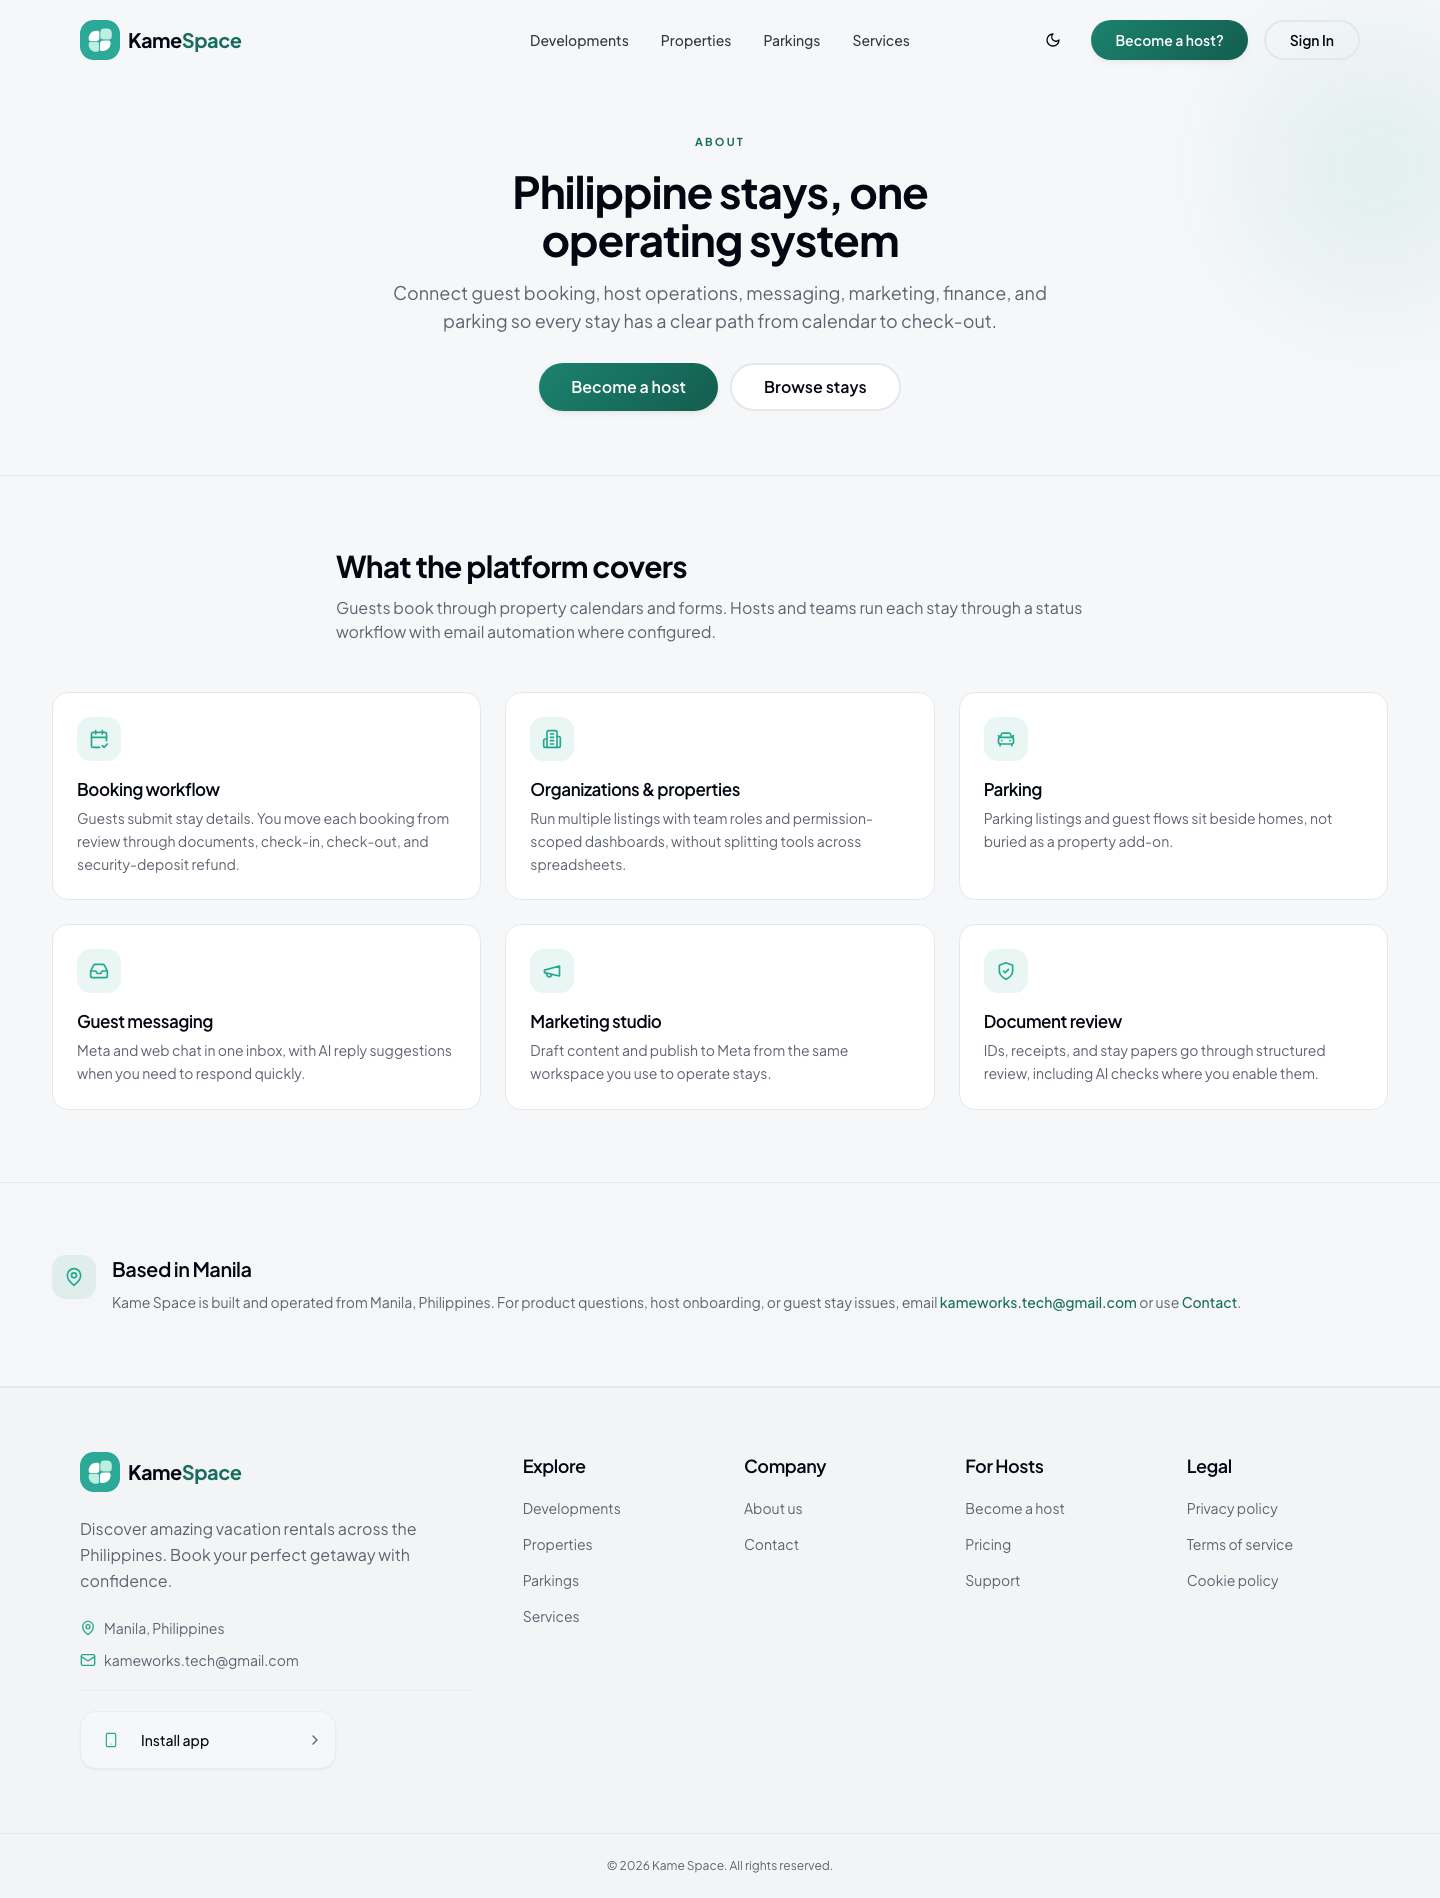 KameSpace
Developments
Properties
Parkings
Services
Become a host?
Sign In
ABOUT
Philippine stays, one
operating system
Connect guest booking, host operations, messaging, marketing, finance, and
parking so every stay has a clear path from calendar to check-out.
Become a host
Browse stays
What the platform covers
Guests book through property calendars and forms. Hosts and teams run each stay through a status
workflow with email automation where configured.
Booking workflow
Guests submit stay details. You move each booking from
review through documents, check-in, check-out, and
security-deposit refund.
Organizations & properties
Run multiple listings with team roles and permission-
scoped dashboards, without splitting tools across
spreadsheets.
Parking
Parking listings and guest flows sit beside homes, not
buried as a property add-on.
Guest messaging
Meta and web chat in one inbox, with AI reply suggestions
when you need to respond quickly.
Marketing studio
Draft content and publish to Meta from the same
workspace you use to operate stays.
Document review
IDs, receipts, and stay papers go through structured
review, including AI checks where you enable them.
Based in Manila
Kame Space is built and operated from Manila, Philippines. For product questions, host onboarding, or guest stay issues, email kameworks.tech@gmail.com or use Contact.
KameSpace
Discover amazing vacation rentals across the
Philippines. Book your perfect getaway with
confidence.
Manila, Philippines
kameworks.tech@gmail.com
Install app
Explore
Developments
Properties
Parkings
Services
Company
About us
Contact
For Hosts
Become a host
Pricing
Support
Legal
Privacy policy
Terms of service
Cookie policy
© 2026 Kame Space. All rights reserved.